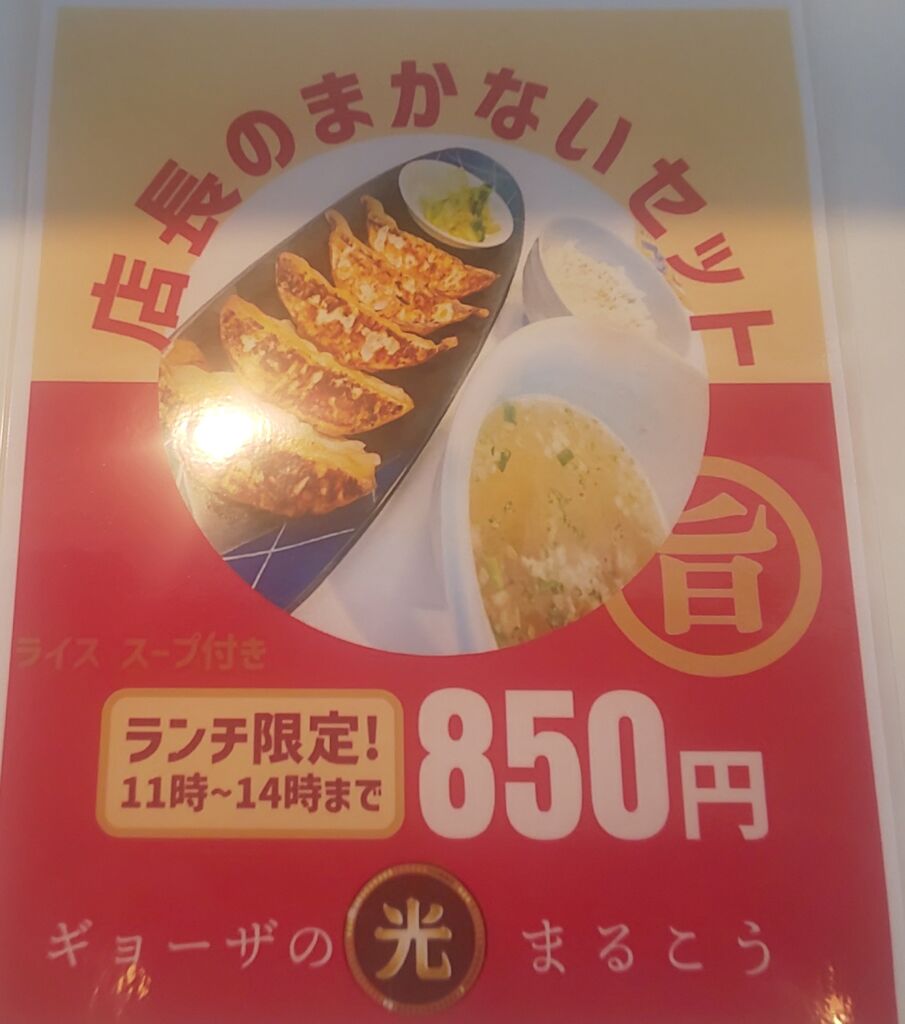 店長のまかないセット
旨
ライス スープ付き
ランチ限定!
11時~14時まで
850円
ギョーザの 光 まるこう